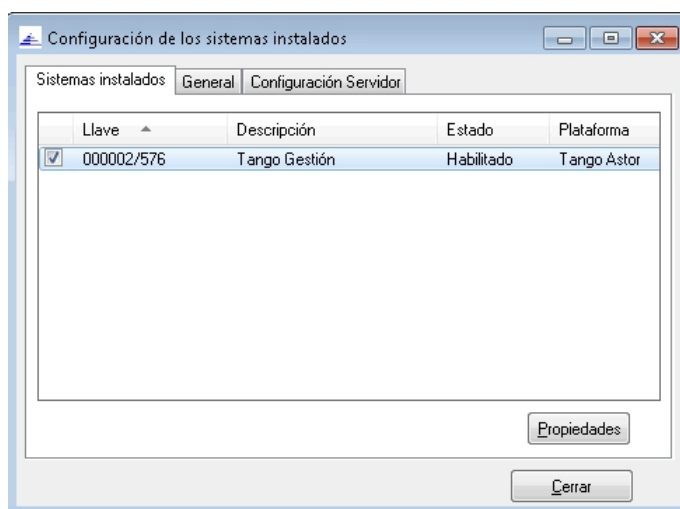 Configuración de los sistemas instalados
Sistemas instalados General Configuración Servidor
Llave Descripción Estado Plataforma
000002/576 Tango Gestión Habilitado Tango Astor
Propiedades
Cerrar